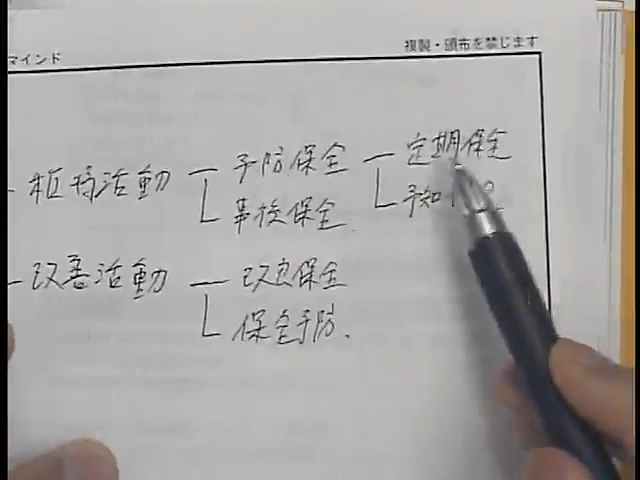 マインド
複製・頒布を禁じます
維持活動 予防保全 定期保全
事後保全 予知
改善活動 改良保全
保全予防.